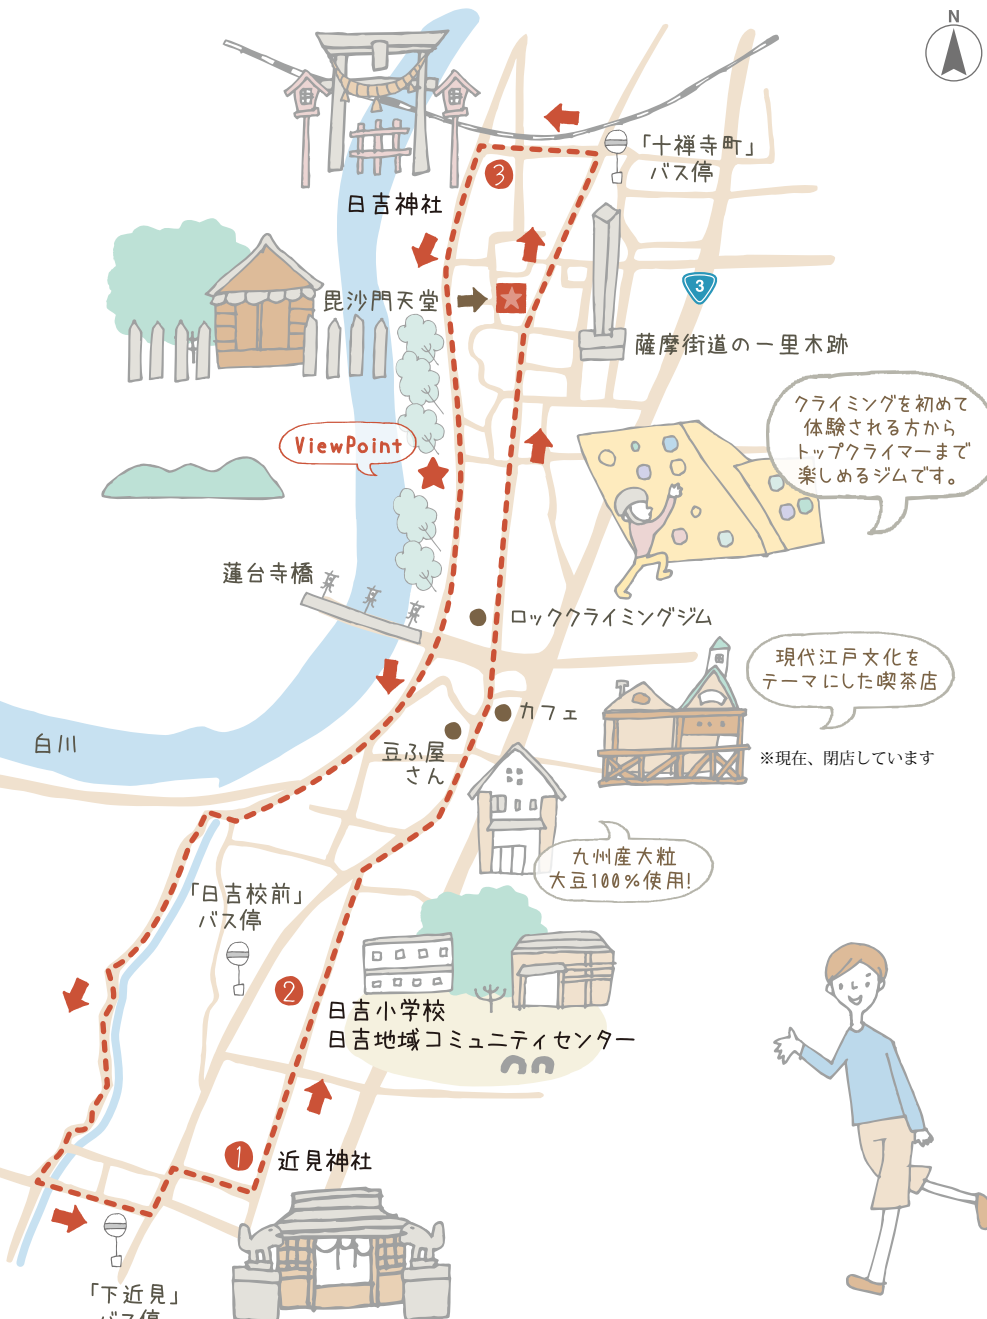 N
「十禅寺町」
バス停
3
日吉神社
毘沙門天堂
3
薩摩街道の一里木跡
クライミングを初めて
体験される方から
トップクライマーまで
楽しめるジムです。
ViewPoint
蓮台寺橋
ロッククライミングジム
現代江戸文化を
テーマにした喫茶店
カフェ
白川
豆ふ屋
さん
※現在、閉店しています
九州産大粒
大豆100%使用!
「日吉校前」
バス停
2
日吉小学校
日吉地域コミュニティセンター
1
近見神社
「下近見」
バス停